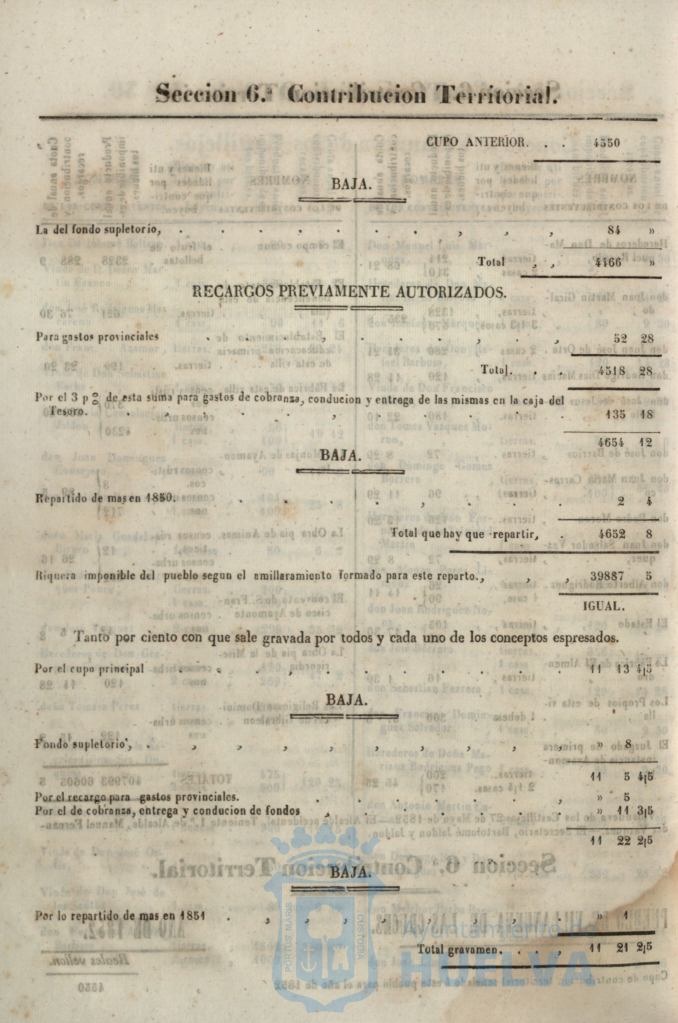 Seccion 6.ª Contribucion Territorial.
CUPO ANTERIOR. . . 4550
BAJA.
La del fondo supletorio, . . . . . . , , , 84 »
Total , , 4466 »
RECARGOS PREVIAMENTE AUTORIZADOS.
Para gastos provinciales . . . , . . . , , 52 28
Total. . . 4518 28
Por el 3 p% de esta suma para gastos de cobranza, conducion y entrega de las mismas en la caja del
Tesoro. . . . . , . . . . . 135 18
4654 12
BAJA.
Repartido de mas en 1850. . . . . , . , , 2 4
Total que hay que repartir, . 4652 8
Riqueza imponible del pueblo segun el amillaramiento formado para este reparto., , , 39887 5
IGUAL.
Tanto por ciento con que sale gravada por todos y cada uno de los conceptos espresados.
Por el cupo principal . . . . . . . . . . 11 13 4|5
BAJA.
Fondo supletorio, . . , , , , , , , , » 8
11 5 4|5
Por el recargo para gastos provinciales. . . . . . , » 5
Por el de cobranza, entrega y conducion de fondos . . . . . » 11 3|5
11 22 2|5
BAJA.
Por lo repartido de mas en 1851 . , , , , , , , . » 1
Total gravamen. . . . 11 21 2|5
PORTUS MARIS CUSTODIA
Ayuntamiento de
HUELVA